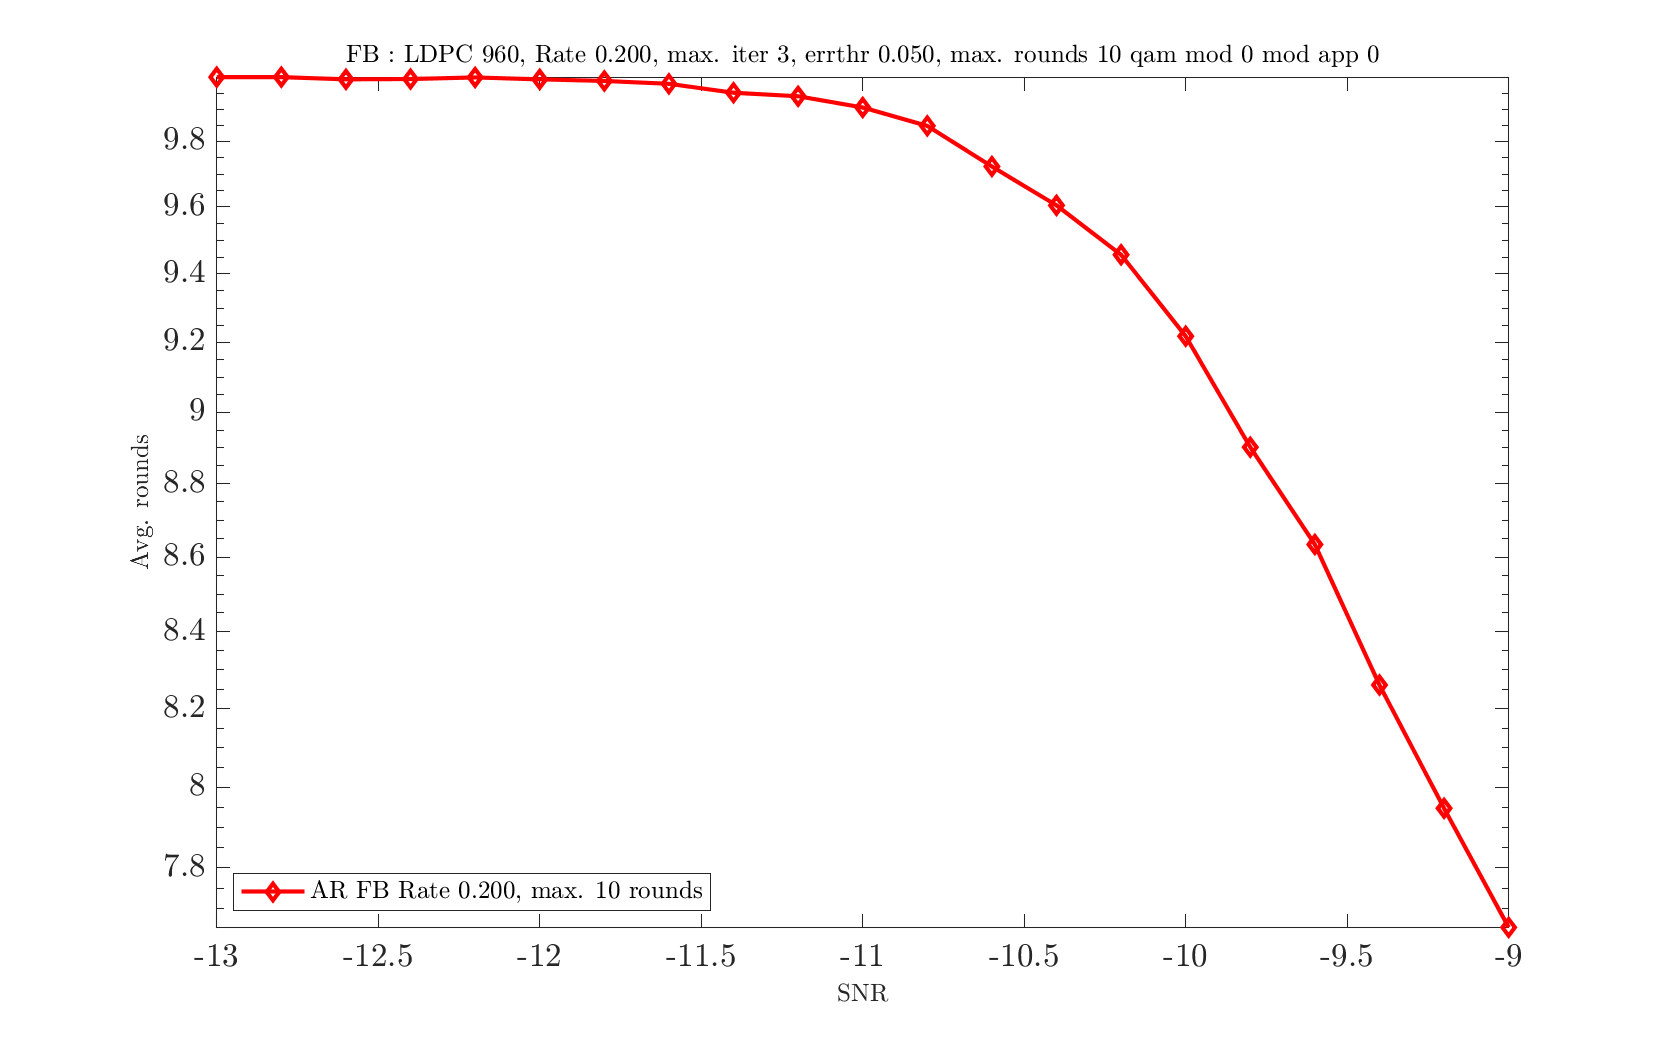 FB : LDPC 960, Rate 0.200, max. iter 3, errthr 0.050, max. rounds 10 qam mod 0 mod app 0
9.8
9.6
9.4
9.2
9
8.8
8.6
8.4
8.2
8
7.8
Avg. rounds
AR FB Rate 0.200, max. 10 rounds
-13 -12.5 -12 -11.5 -11 -10.5 -10 -9.5 -9
SNR